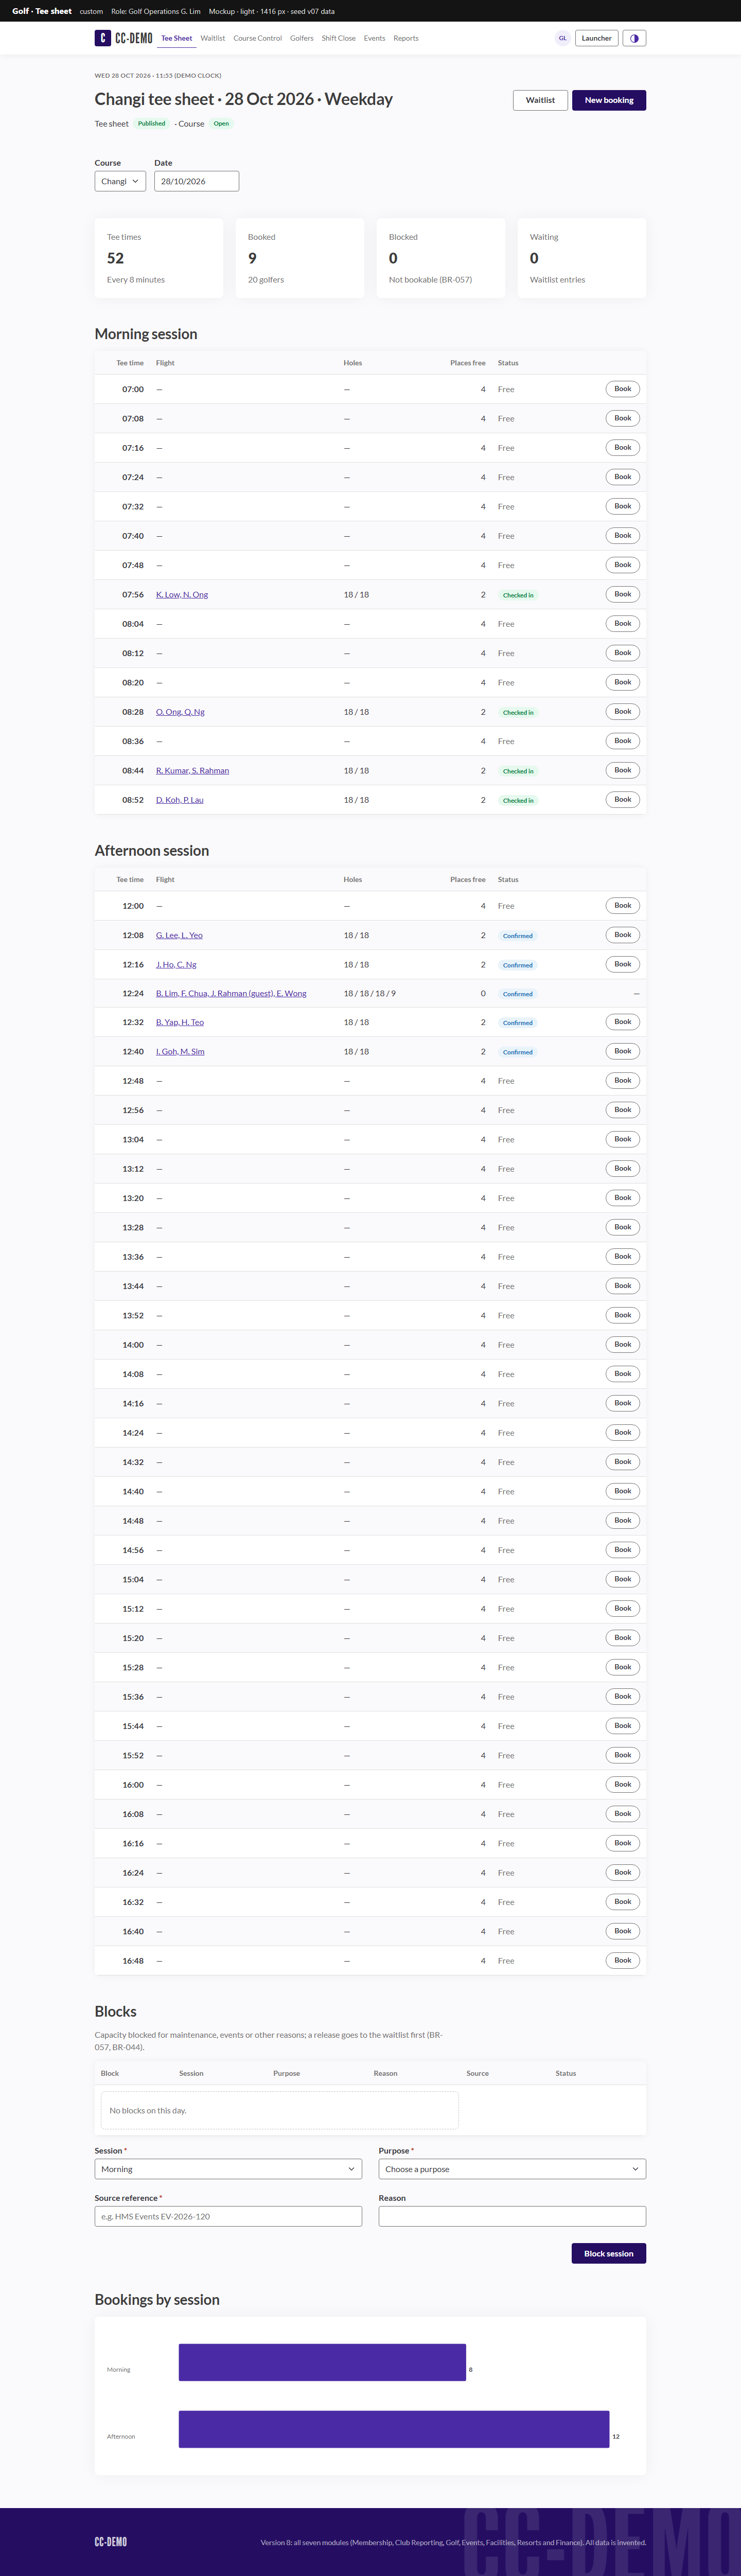 Golf · Tee sheet custom Role: Golf Operations G. Lim Mockup · light · 1416 px · seed v07 data
C CC-DEMO Tee Sheet Waitlist Course Control Golfers Shift Close Events Reports GL Launcher
WED 28 OCT 2026 · 11:55 (DEMO CLOCK)
Changi tee sheet · 28 Oct 2026 · Weekday Waitlist New booking
Tee sheet Published · Course Open
Course Date
Changi 28/10/2026
Tee times Booked Blocked Waiting
52 9 0 0
Every 8 minutes 20 golfers Not bookable (BR-057) Waitlist entries
Morning session
Tee time Flight Holes Places free Status
07:00 — — 4 Free Book
07:08 — — 4 Free Book
07:16 — — 4 Free Book
07:24 — — 4 Free Book
07:32 — — 4 Free Book
07:40 — — 4 Free Book
07:48 — — 4 Free Book
07:56 K. Low, N. Ong 18 / 18 2 Checked in Book
08:04 — — 4 Free Book
08:12 — — 4 Free Book
08:20 — — 4 Free Book
08:28 O. Ong, Q. Ng 18 / 18 2 Checked in Book
08:36 — — 4 Free Book
08:44 R. Kumar, S. Rahman 18 / 18 2 Checked in Book
08:52 D. Koh, P. Lau 18 / 18 2 Checked in Book
Afternoon session
Tee time Flight Holes Places free Status
12:00 — — 4 Free Book
12:08 G. Lee, L. Yeo 18 / 18 2 Confirmed Book
12:16 J. Ho, C. Ng 18 / 18 2 Confirmed Book
12:24 B. Lim, F. Chua, J. Rahman (guest), E. Wong 18 / 18 / 18 / 9 0 Confirmed —
12:32 B. Yap, H. Teo 18 / 18 2 Confirmed Book
12:40 I. Goh, M. Sim 18 / 18 2 Confirmed Book
12:48 — — 4 Free Book
12:56 — — 4 Free Book
13:04 — — 4 Free Book
13:12 — — 4 Free Book
13:20 — — 4 Free Book
13:28 — — 4 Free Book
13:36 — — 4 Free Book
13:44 — — 4 Free Book
13:52 — — 4 Free Book
14:00 — — 4 Free Book
14:08 — — 4 Free Book
14:16 — — 4 Free Book
14:24 — — 4 Free Book
14:32 — — 4 Free Book
14:40 — — 4 Free Book
14:48 — — 4 Free Book
14:56 — — 4 Free Book
15:04 — — 4 Free Book
15:12 — — 4 Free Book
15:20 — — 4 Free Book
15:28 — — 4 Free Book
15:36 — — 4 Free Book
15:44 — — 4 Free Book
15:52 — — 4 Free Book
16:00 — — 4 Free Book
16:08 — — 4 Free Book
16:16 — — 4 Free Book
16:24 — — 4 Free Book
16:32 — — 4 Free Book
16:40 — — 4 Free Book
16:48 — — 4 Free Book
Blocks
Capacity blocked for maintenance, events or other reasons; a release goes to the waitlist first (BR-
057, BR-044).
Block Session Purpose Reason Source Status
No blocks on this day.
Session * Purpose *
Morning Choose a purpose
Source reference * Reason
e.g. HMS Events EV-2026-120
Block session
Bookings by session
Morning 8
Afternoon 12
CC-DEMO Version 8: all seven modules (Membership, Club Reporting, Golf, Events, Facilities, Resorts and Finance). All data is invented.
CC-DEMO